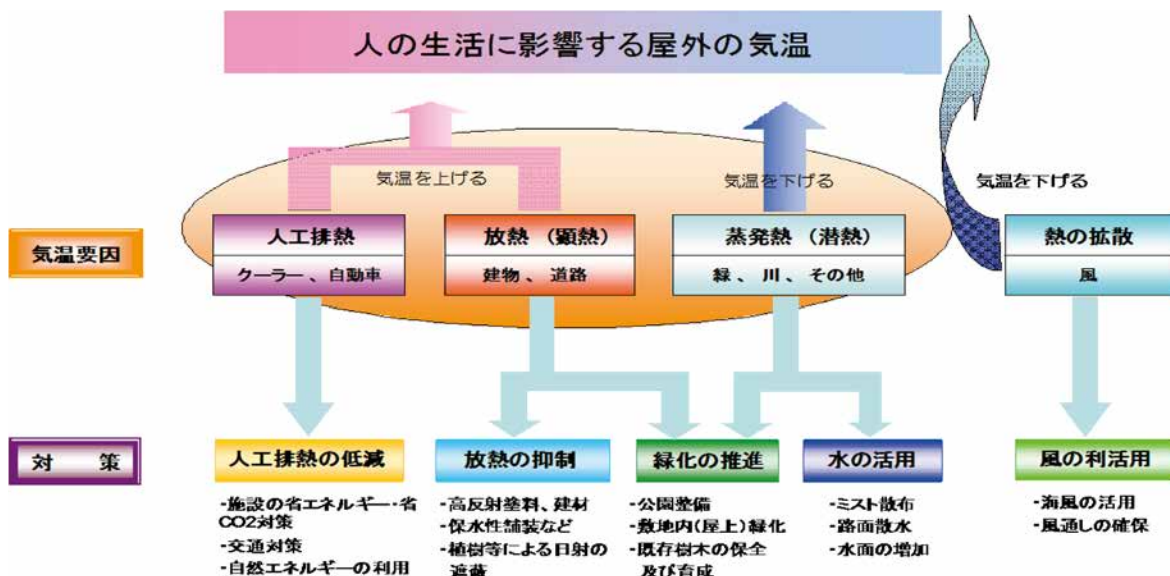 人の生活に影響する屋外の気温
気温を上げる
気温を下げる
気温を下げる
気温要因
人工排熱
クーラー、自動車
放熱（顕熱）
建物、道路
蒸発熱（潜熱）
緑、川、その他
熱の拡散
風
対　策
人工排熱の低減
-施設の省エネルギー・省
CO2対策
-交通対策
-自然エネルギーの利用
放熱の抑制
-高反射塗料、建材
-保水性舗装など
-植樹等による日射の
遮蔽
緑化の推進
-公園整備
-敷地内(屋上)緑化
-既存樹木の保全
及び育成
水の活用
-ミスト散布
-路面散水
-水面の増加
風の利活用
-海風の活用
-風通しの確保